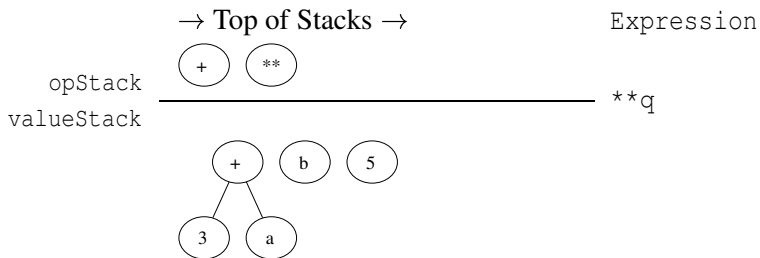 → Top of Stacks → Expression
+ **
opStack
**q
valueStack
+ b 5
3 a